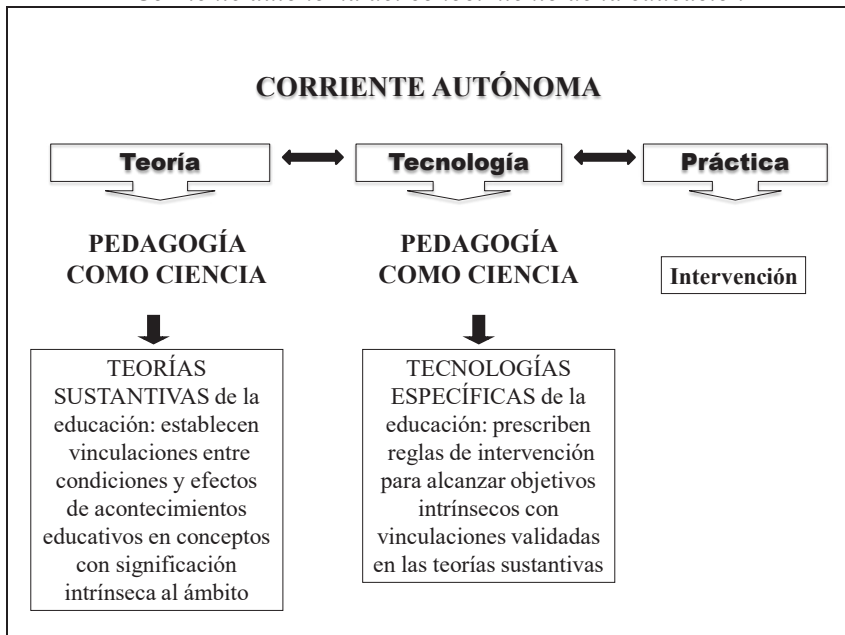 CORRIENTE AUTÓNOMA
Teoría
Tecnología
Práctica
PEDAGOGÍA
COMO CIENCIA
PEDAGOGÍA
COMO CIENCIA
Intervención
TEORÍAS
SUSTANTIVAS de la
educación: establecen
vinculaciones entre
condiciones y efectos
de acontecimientos
educativos en conceptos
con significación
intrínseca al ámbito
TECNOLOGÍAS
ESPECÍFICAS de la
educación: prescriben
reglas de intervención
para alcanzar objetivos
intrínsecos con
vinculaciones validadas
en las teorías sustantivas